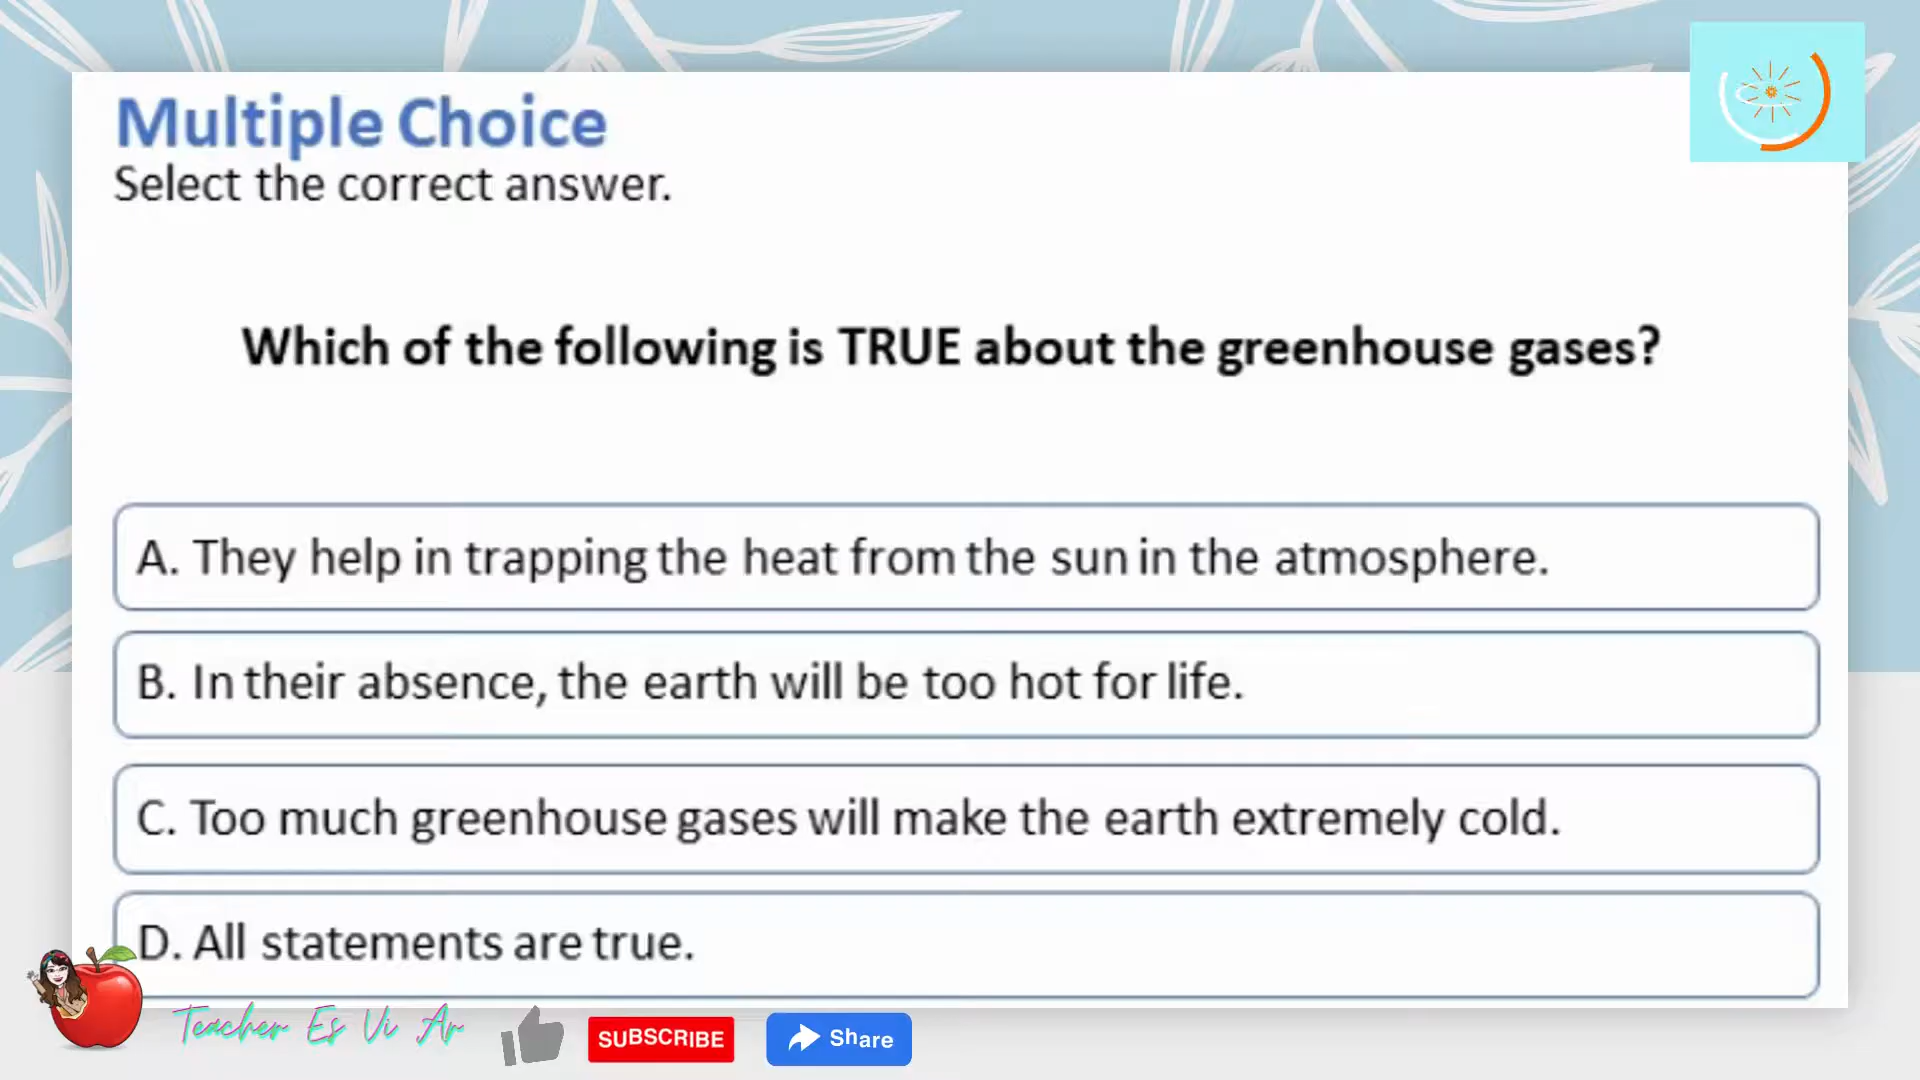 Multiple Choice
Select the correct answer.
Which of the following is TRUE about the greenhouse gases?
A. They help in trapping the heat from the sun in the atmosphere.
B. In their absence, the earth will be too hot for life.
C. Too much greenhouse gases will make the earth extremely cold.
D. All statements are true.
Teacher Es Vi Ar
SUBSCRIBE
Share